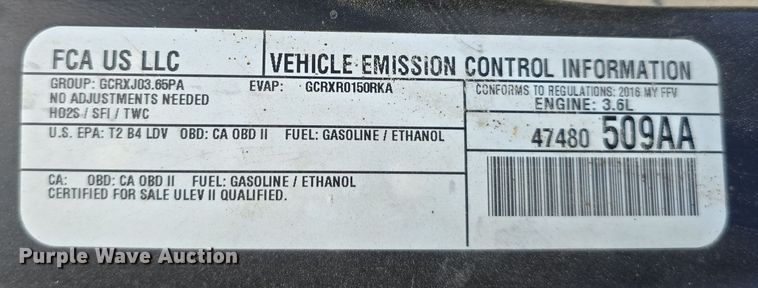 FCA US LLC
VEHICLE EMISSION CONTROL INFORMATION
GROUP: GCRXJ03.65PA EVAP: GCRXR0150RKA
NO ADJUSTMENTS NEEDED
HO2S / SFI / TWC
CONFORMS TO REGULATIONS: 2016 MY FFV
ENGINE: 3.6L
U.S. EPA: T2 B4 LDV OBD: CA OBD II FUEL: GASOLINE / ETHANOL
47480 509AA
CA: OBD: CA OBD II FUEL: GASOLINE / ETHANOL
CERTIFIED FOR SALE ULEV II QUALIFIED.
Purple Wave Auction